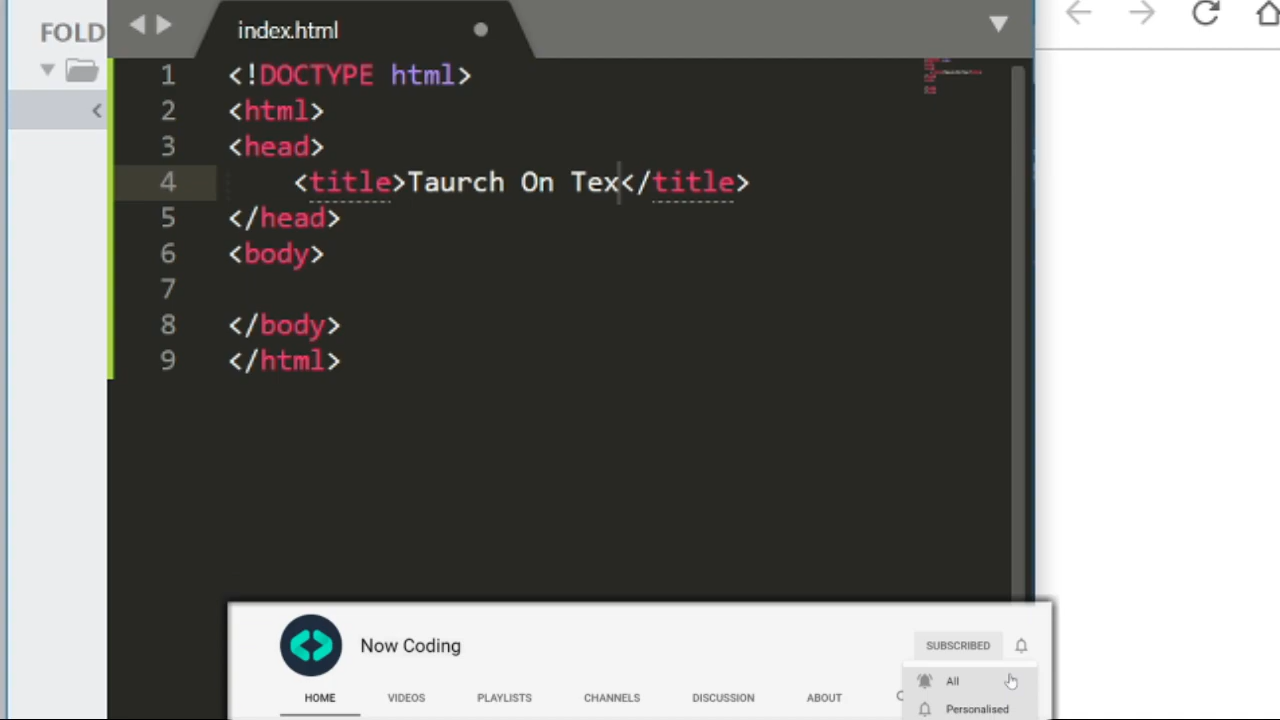 FOLD
index.html
1 <!DOCTYPE html>
2 <html>
3 <head>
4 <title>Taurch On Tex</title>
5 </head>
6 <body>
7
8 </body>
9 </html>
Now Coding
SUBSCRIBED
HOME VIDEOS PLAYLISTS CHANNELS DISCUSSION ABOUT
All
Personalised